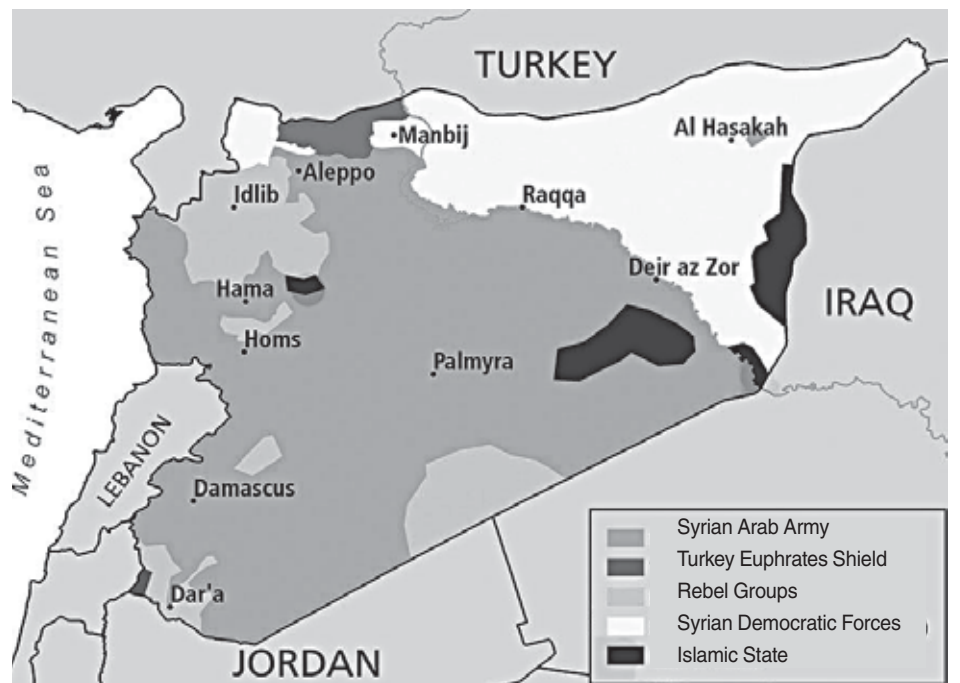 TURKEY
Manbij
Al Hasakah
Aleppo
Idlib
Raqqa
Mediterranean Sea
Deir az Zor
Hama
IRAQ
Homs
Palmyra
LEBANON
Damascus
Syrian Arab Army
Turkey Euphrates Shield
Dar'a
Rebel Groups
Syrian Democratic Forces
JORDAN
Islamic State